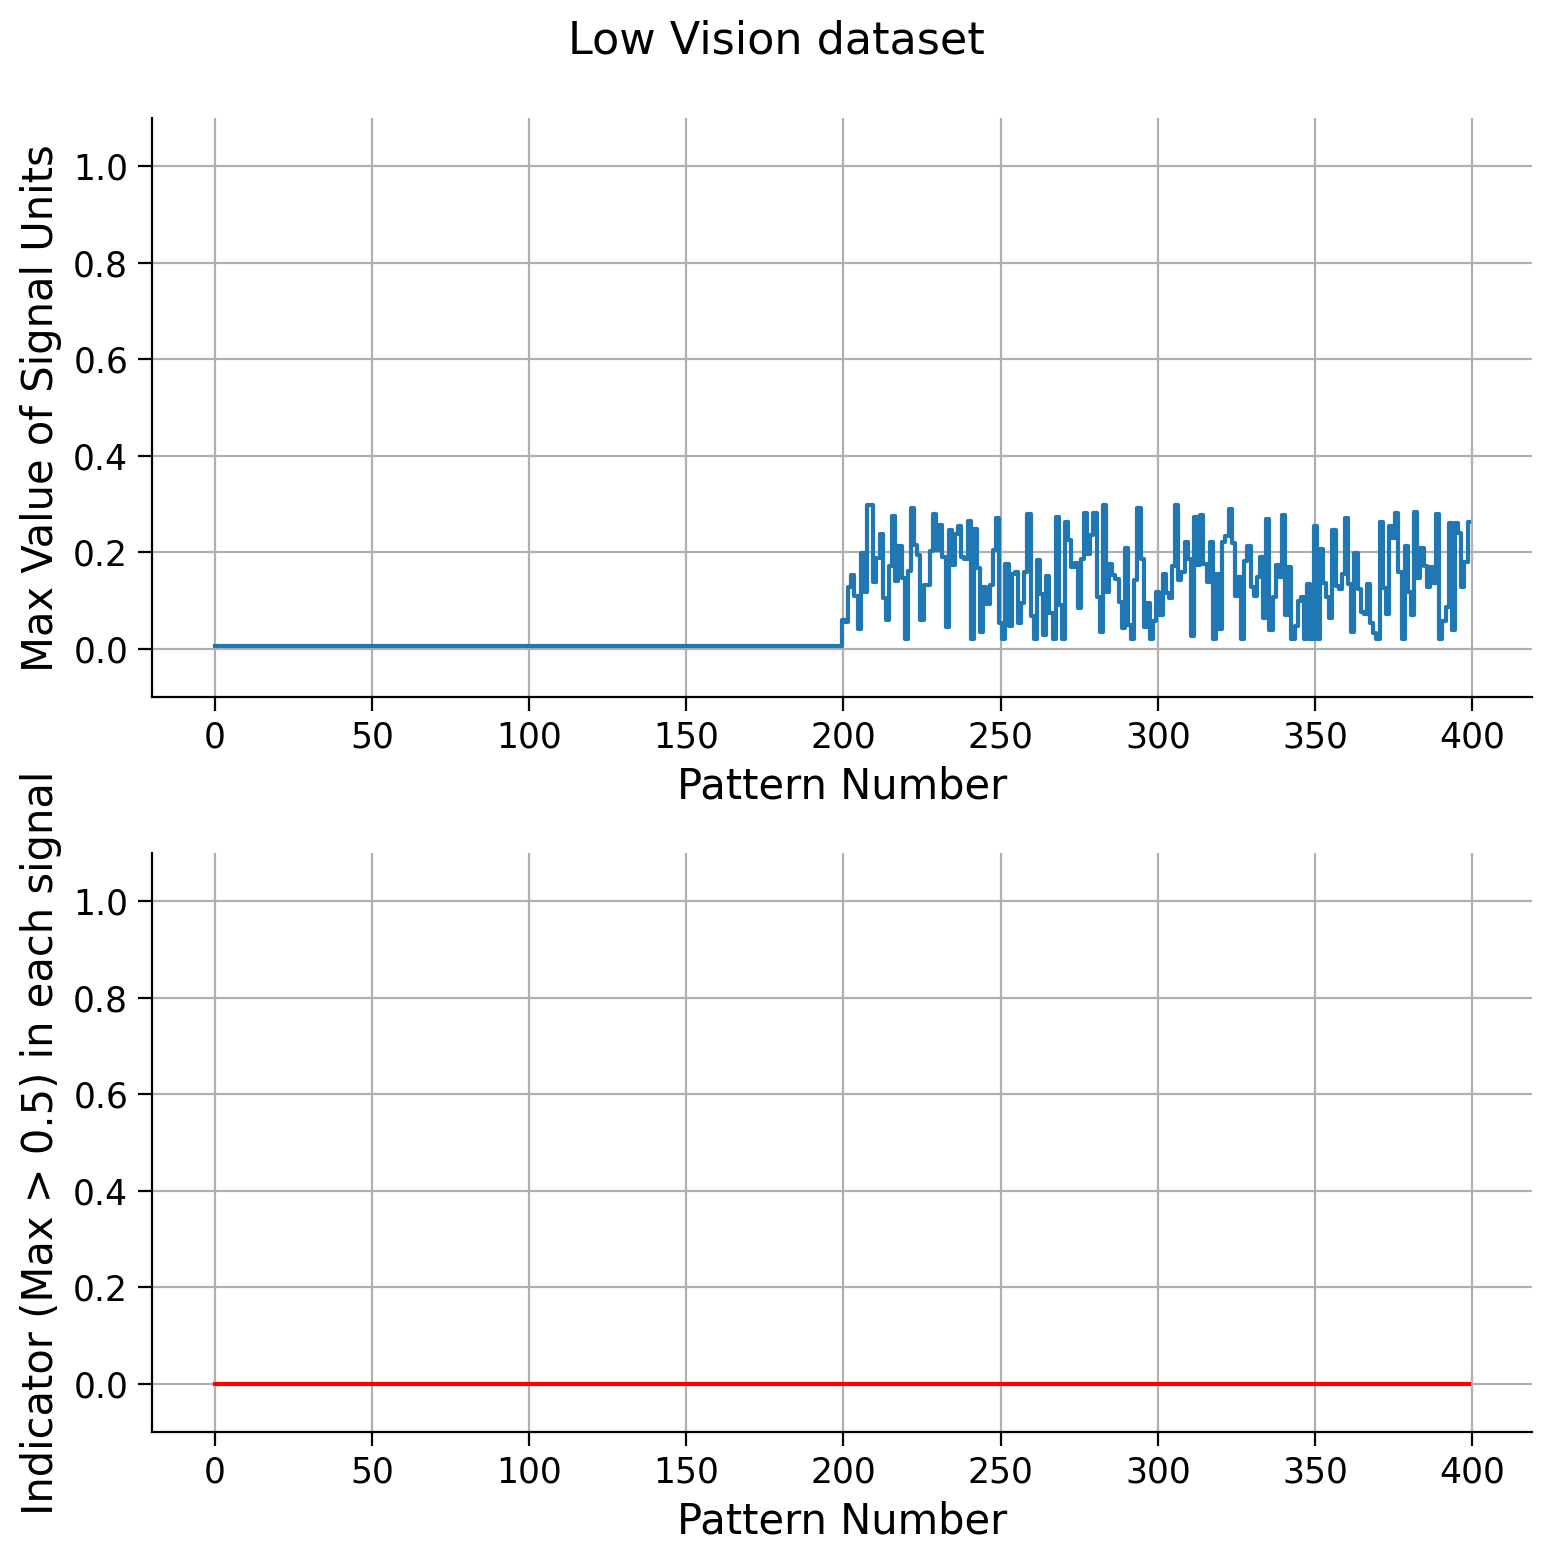 Low Vision dataset
Max Value of Signal Units
1.0
0.8
0.6
0.4
0.2
0.0
0 50 100 150 200 250 300 350 400
Pattern Number
Indicator (Max > 0.5) in each signal
1.0
0.8
0.6
0.4
0.2
0.0
0 50 100 150 200 250 300 350 400
Pattern Number